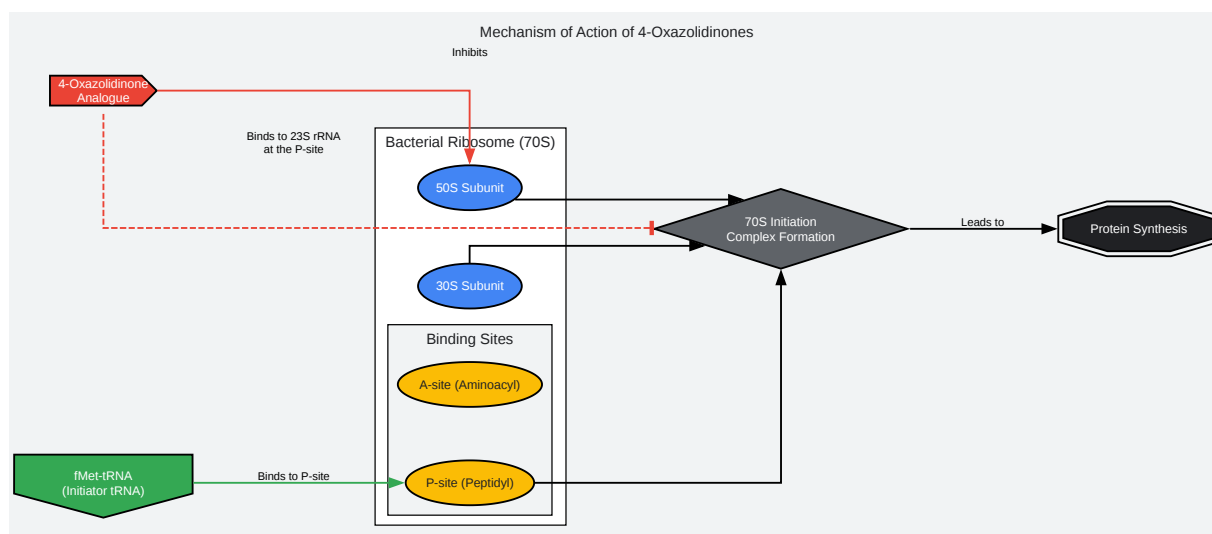 Mechanism of Action of 4-Oxazolidinones
Inhibits
4-Oxazolidinone
Analogue
Binds to 23S rRNA
at the P-site
Bacterial Ribosome (70S)
50S Subunit
70S Initiation
Complex Formation
Leads to
Protein Synthesis
30S Subunit
Binding Sites
A-site (Aminoacyl)
fMet-tRNA
(Initiator tRNA)
Binds to P-site
P-site (Peptidyl)